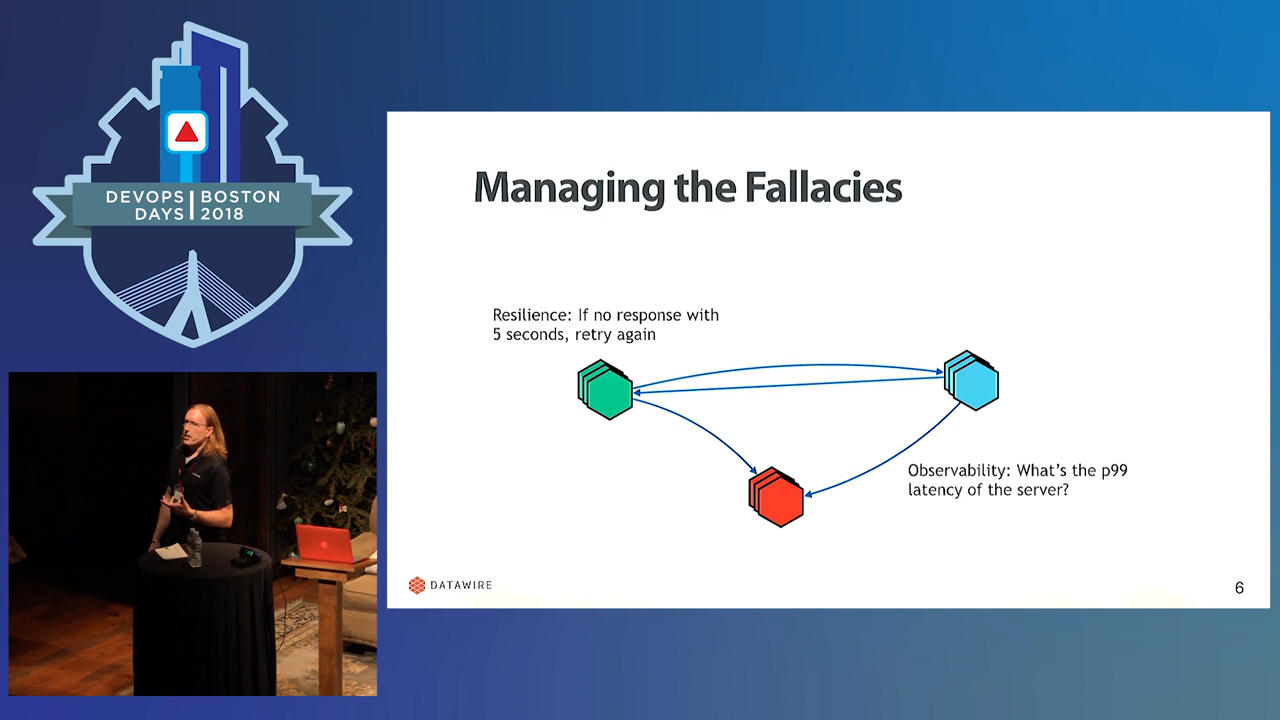 DEVOPS BOSTON
DAYS 2018
Managing the Fallacies
Resilience: If no response with
5 seconds, retry again
Observability: What's the p99
latency of the server?
DATAWIRE
6